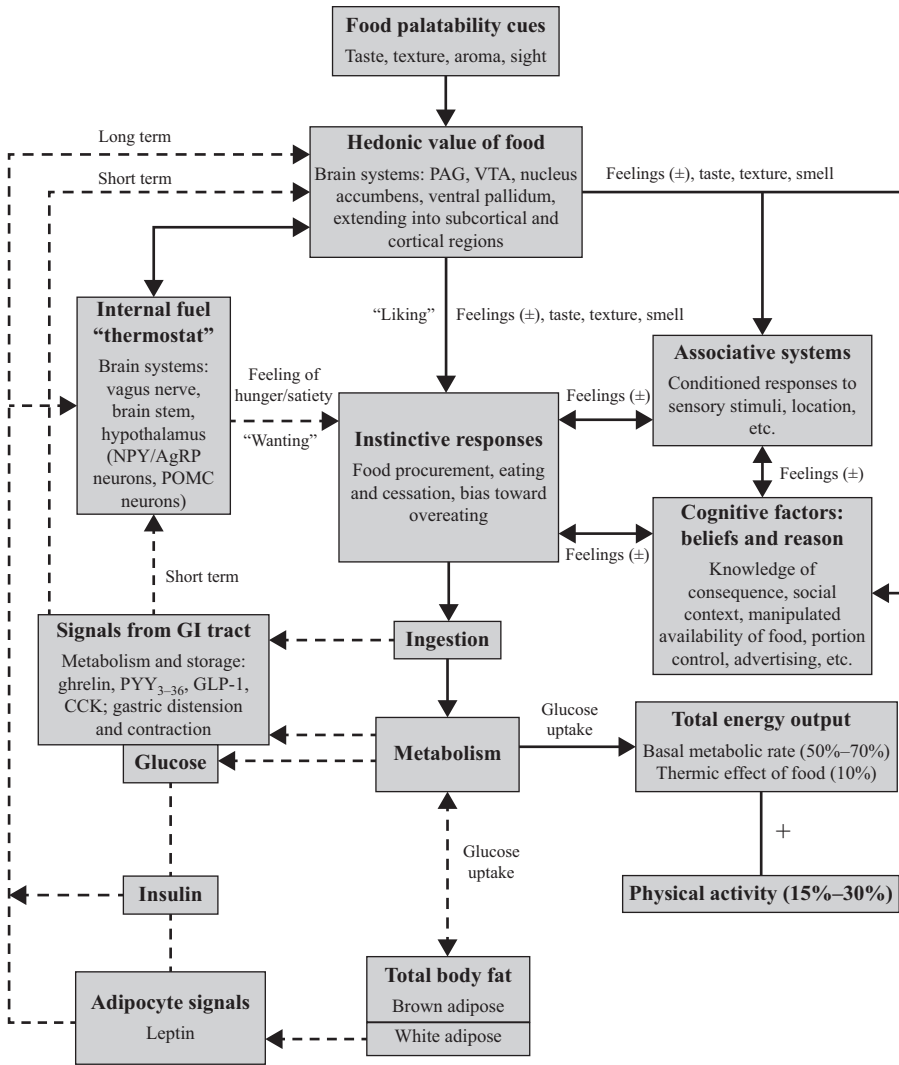 Food palatability cues
Taste, texture, aroma, sight
Long term
Hedonic value of food
Brain systems: PAG, VTA, nucleus
accumbens, ventral pallidum,
extending into subcortical and
cortical regions
Short term
Feelings (±), taste, texture, smell
Internal fuel
“thermostat”
Brain systems:
vagus nerve,
brain stem,
hypothalamus
(NPY/AgRP
neurons, POMC
neurons)
“Liking”
Feelings (±), taste, texture, smell
Feeling of
hunger/satiety
“Wanting”
Instinctive responses
Food procurement, eating
and cessation, bias toward
overeating
Feelings (±)
Associative systems
Conditioned responses to
sensory stimuli, location,
etc.
Feelings (±)
Feelings (±)
Cognitive factors:
beliefs and reason
Knowledge of
consequence, social
context, manipulated
availability of food, portion
control, advertising, etc.
Short term
Signals from GI tract
Metabolism and storage:
ghrelin, PYY3–36, GLP-1,
CCK; gastric distension
and contraction
Ingestion
Glucose
Metabolism
Glucose
uptake
Total energy output
Basal metabolic rate (50%–70%)
Thermic effect of food (10%)
+
Physical activity (15%–30%)
Glucose
uptake
Insulin
Adipocyte signals
Leptin
Total body fat
Brown adipose
White adipose